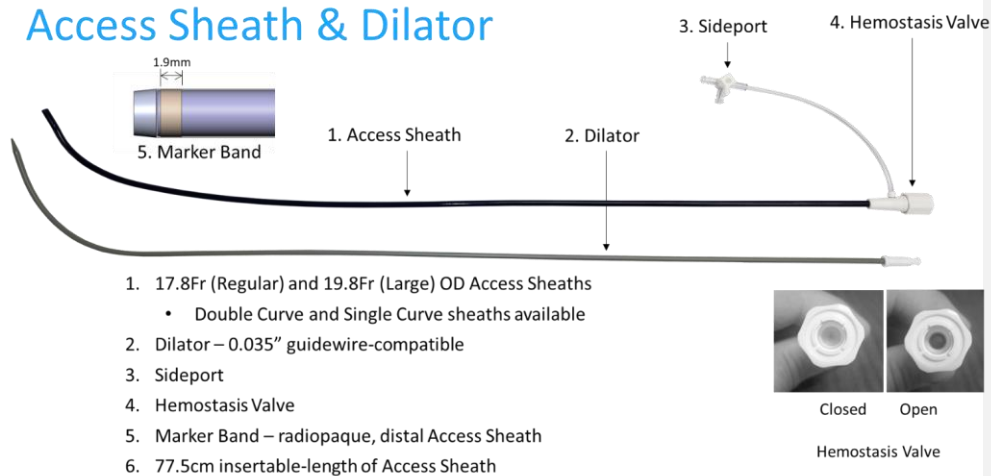 Access Sheath & Dilator
3. Sideport
4. Hemostasis Valve
1.9mm
5. Marker Band
1. Access Sheath
2. Dilator
1. 17.8Fr (Regular) and 19.8Fr (Large) OD Access Sheaths
• Double Curve and Single Curve sheaths available
2. Dilator – 0.035” guidewire-compatible
3. Sideport
4. Hemostasis Valve
5. Marker Band – radiopaque, distal Access Sheath
6. 77.5cm insertable-length of Access Sheath
Closed Open
Hemostasis Valve